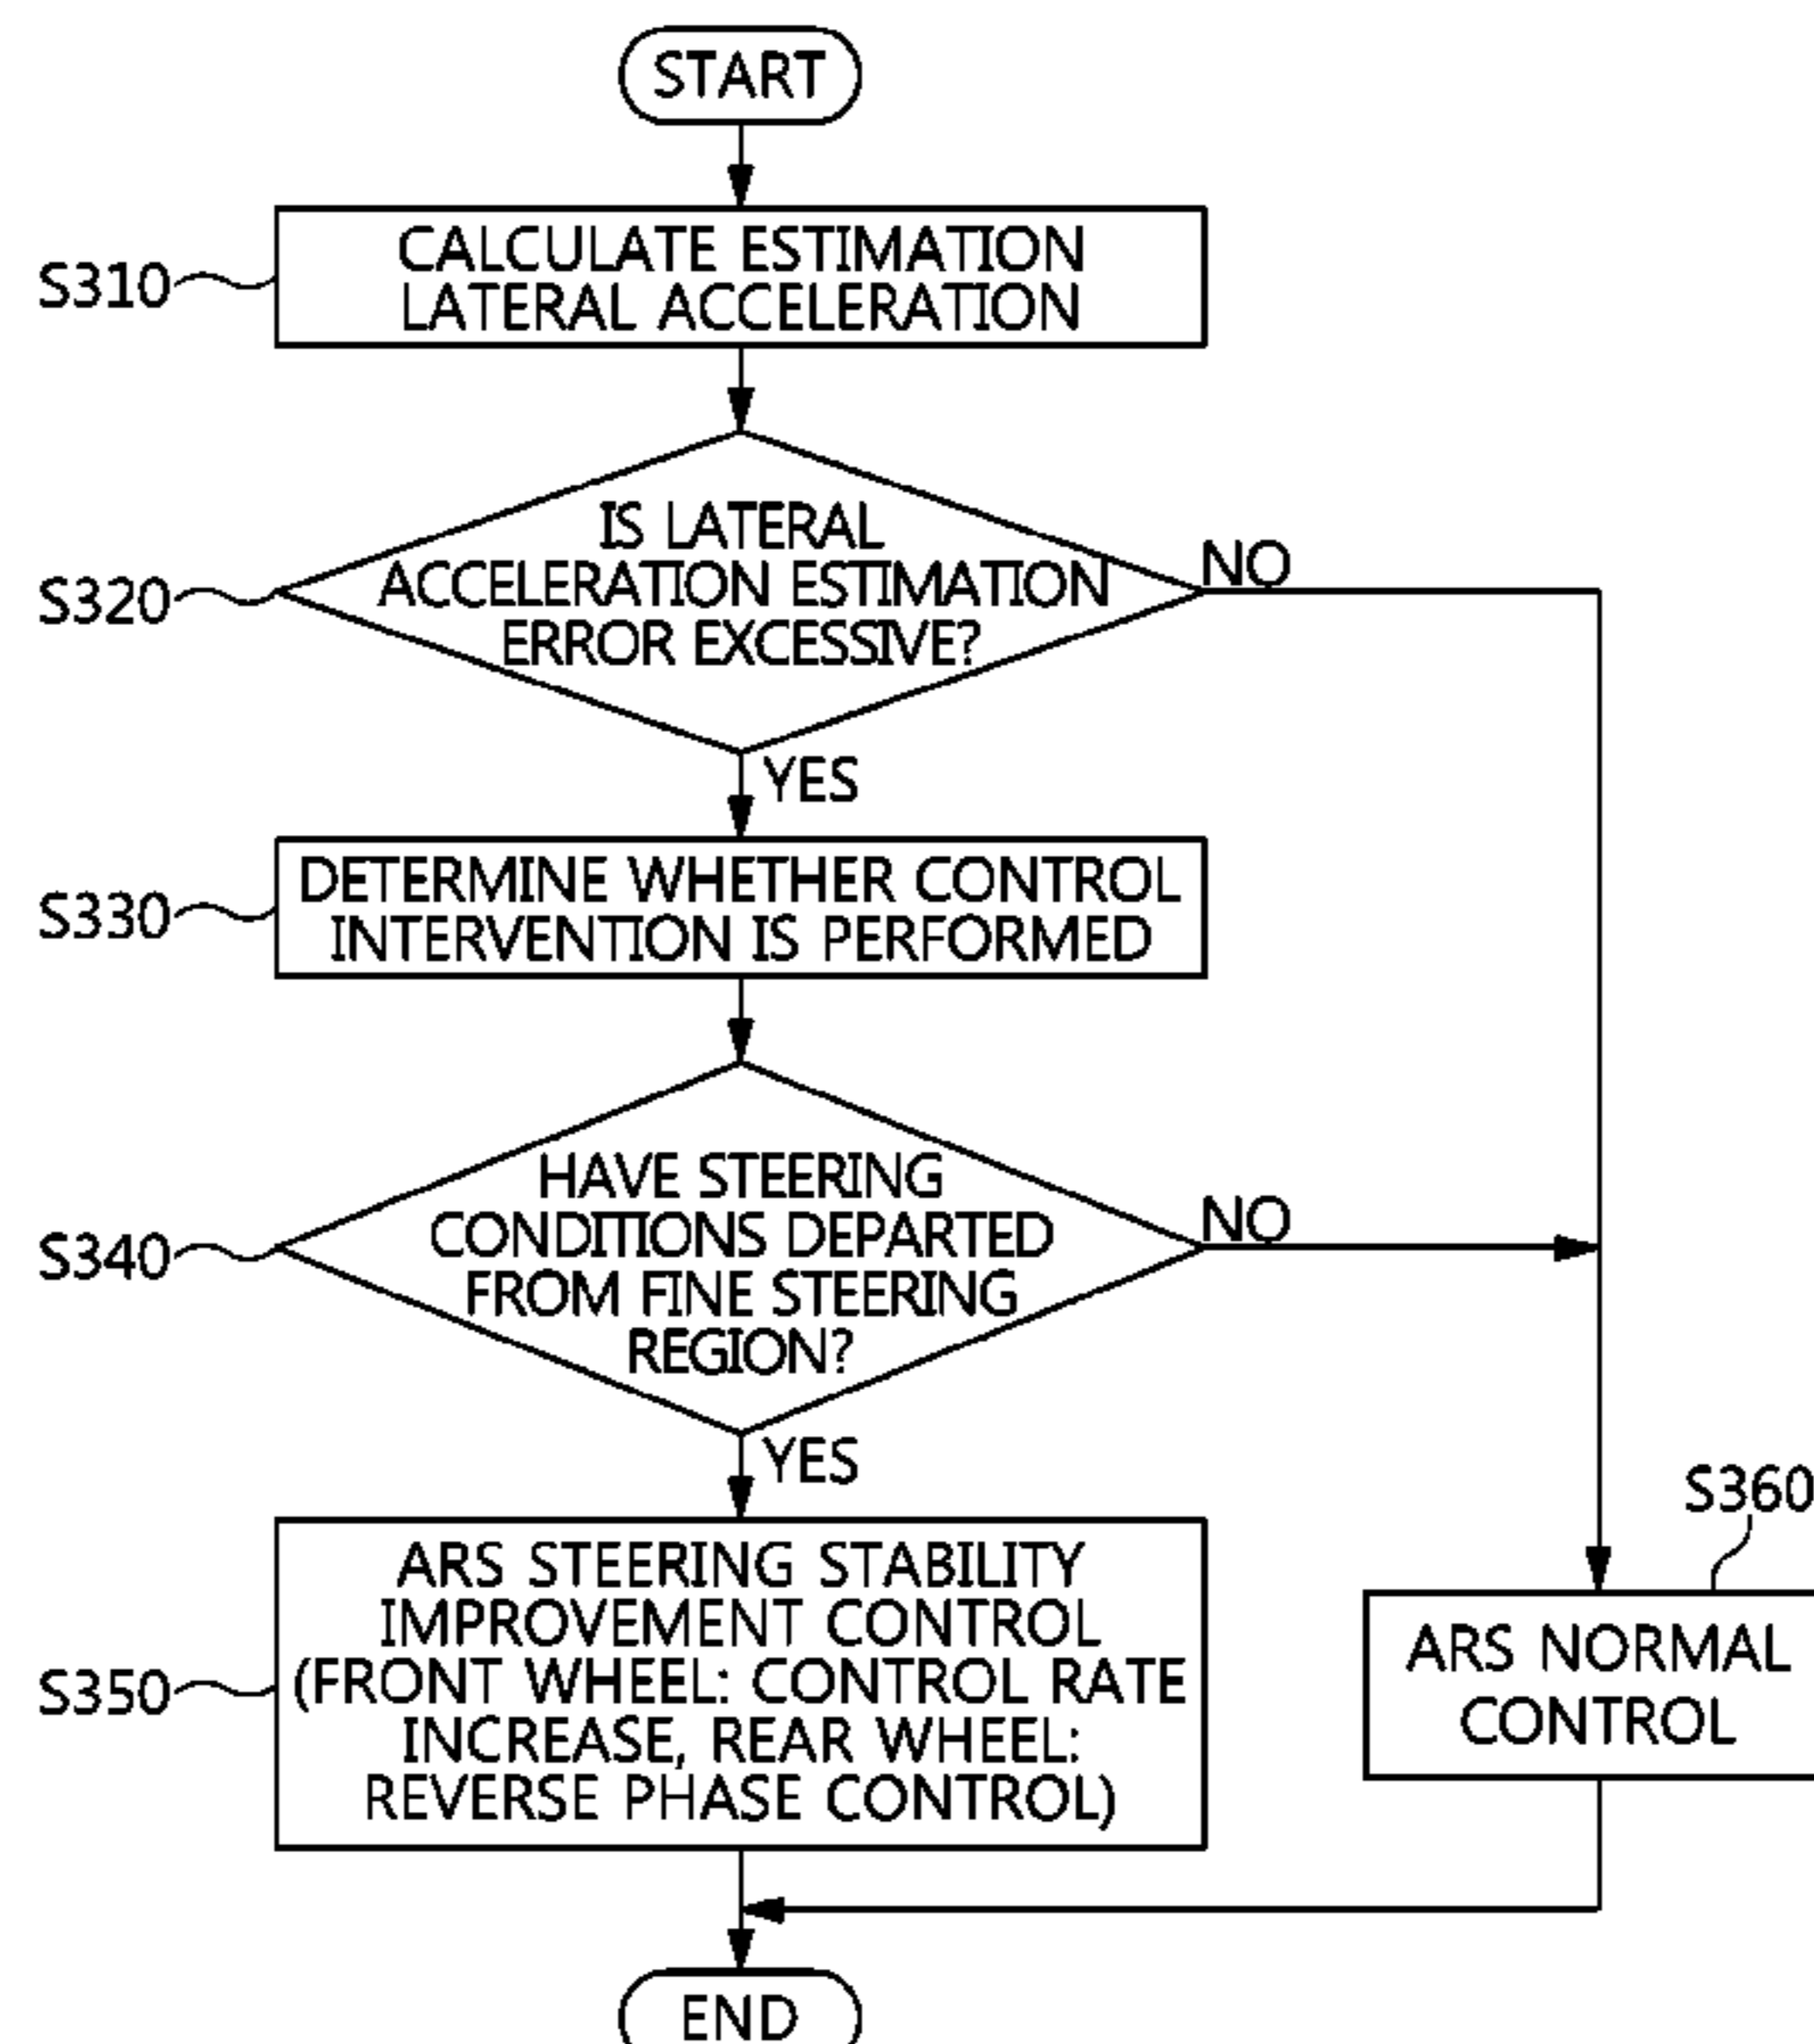 START
S310
CALCULATE ESTIMATION
LATERAL ACCELERATION
S320
IS LATERAL
ACCELERATION ESTIMATION
ERROR EXCESSIVE?
NO
YES
S330
DETERMINE WHETHER CONTROL
INTERVENTION IS PERFORMED
S340
HAVE STEERING
CONDITIONS DEPARTED
FROM FINE STEERING
REGION?
NO
YES
S350
ARS STEERING STABILITY
IMPROVEMENT CONTROL
(FRONT WHEEL: CONTROL RATE
INCREASE, REAR WHEEL:
REVERSE PHASE CONTROL)
S360
ARS NORMAL
CONTROL
END